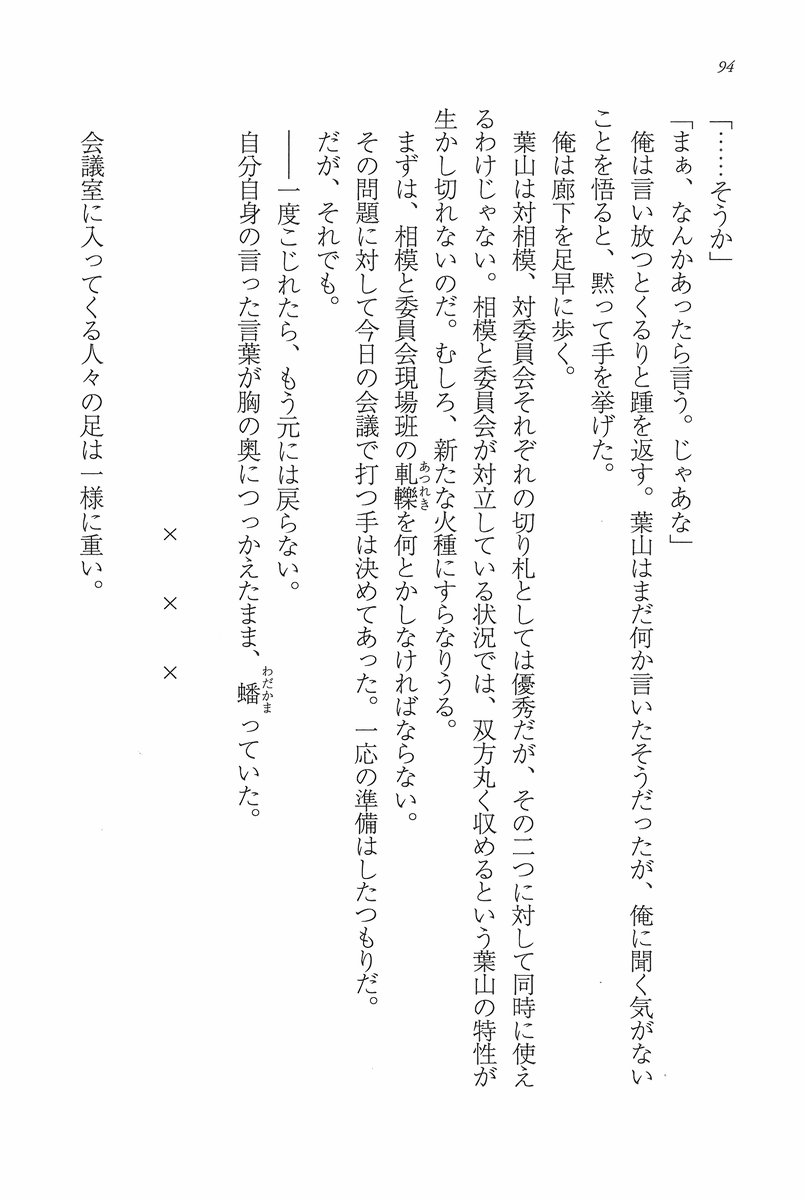 94
「……そうか」
「まぁ、なんかあったら言う。じゃあな」
俺は言い放つとくるりと踵を返す。葉山はまだ何か言いたそうだったが、俺に聞く気がない
ことを悟ると、黙って手を挙げた。
俺は廊下を足早に歩く。
葉山は対相模、対委員会それぞれの切り札としては優秀だが、その二つに対して同時に使え
るわけじゃない。相模と委員会が対立している状況では、双方丸く収めるという葉山の特性が
生かし切れないのだ。むしろ、新たな火種にすらなりうる。
まずは、相模と委員会現場班の軋轢を何とかしなければならない。
あつれき
その問題に対して今日の会議で打つ手は決めてあった。一応の準備はしたつもりだ。
だが、それでも。
――一度こじれたら、もう元には戻らない。
自分自身の言った言葉が胸の奥につっかえたまま、蟠っていた。
わだかま
× × ×
会議室に入ってくる人々の足は一様に重い。